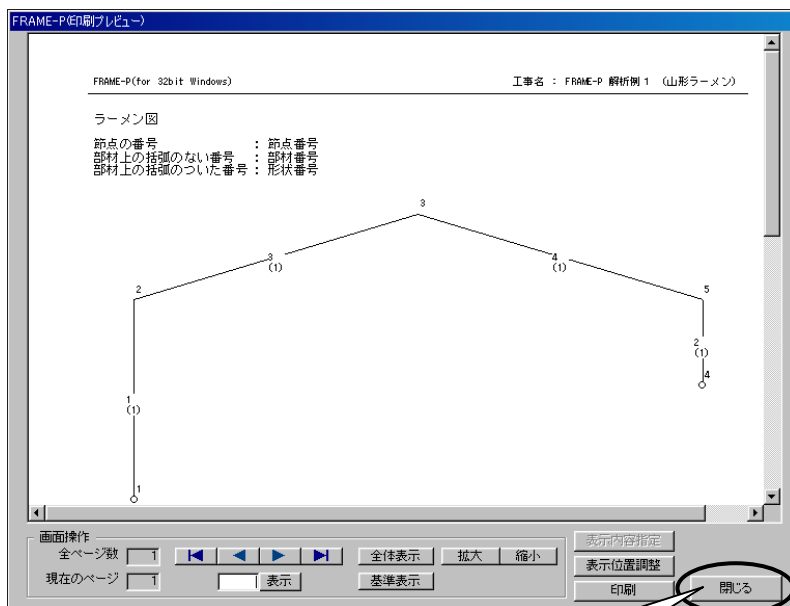 FRAME-P(印刷プレビュー)
FRAME-P(for 32bit Windows) 工事名 : FRAME-P 解析例 1 (山形ラーメン)
ラーメン図
節点の番号 : 節点番号
部材上の括弧のない番号 : 部材番号
部材上の括弧のついた番号 : 形状番号
3
3
(1)
4
(1)
2
5
2
(1)
4
1
(1)
1
画面操作
全ページ数 1
全体表示 拡大 縮小
現在のページ 1
表示
基準表示
表示内容指定
表示位置調整
印刷
閉じる